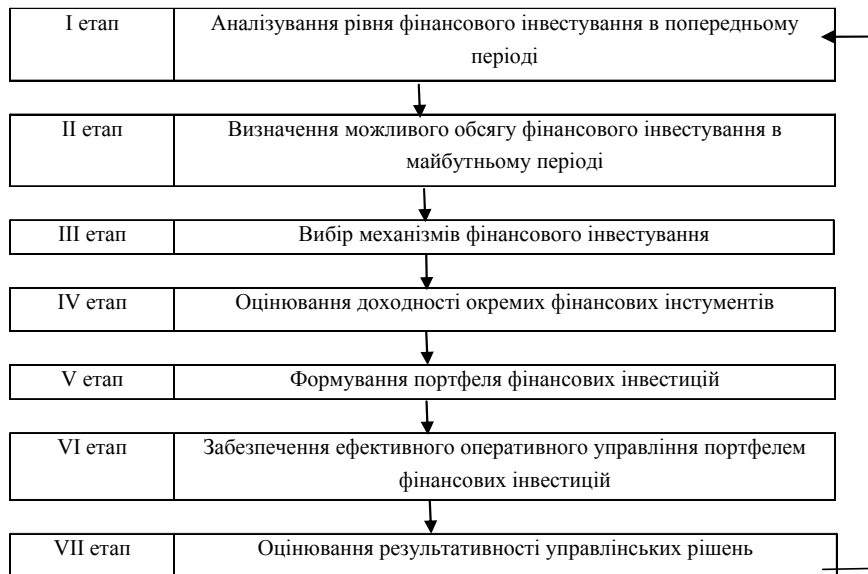 I етап Аналізування рівня фінансового інвестування в попередньому
періоді
II етап Визначення можливого обсягу фінансового інвестування в
майбутньому періоді
III етап Вибір механізмів фінансового інвестування
IV етап Оцінювання доходності окремих фінансових інстументів
V етап Формування портфеля фінансових інвестицій
VI етап Забезпечення ефективного оперативного управління портфелем
фінансових інвестицій
VII етап Оцінювання результативності управлінських рішень